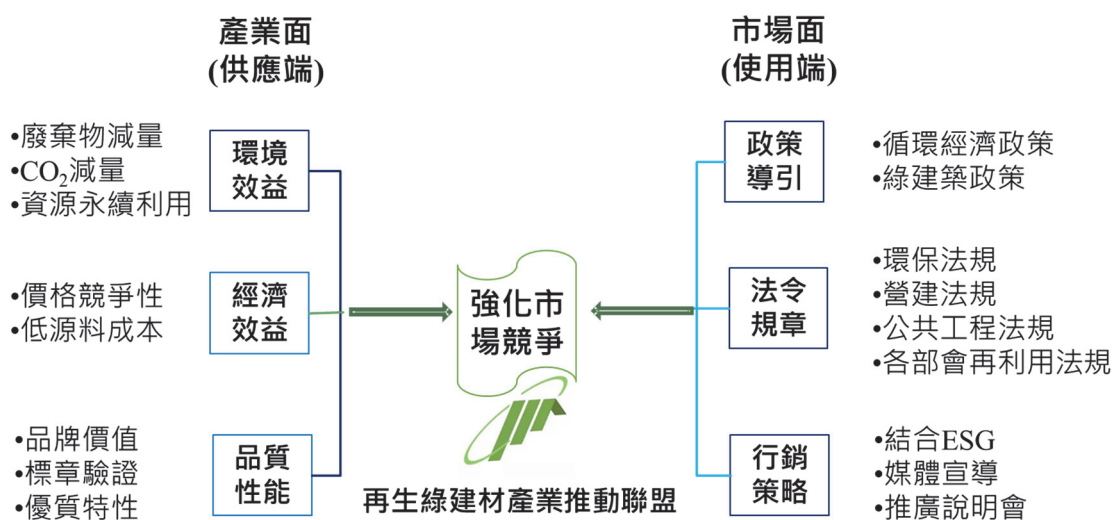 產業面
(供應端)
市場面
(使用端)
•廢棄物減量
•CO₂減量
•資源永續利用
環境
效益
•價格競爭性
•低源料成本
經濟
效益
•品牌價值
•標章驗證
•優質特性
品質
性能
強化市
場競爭
再生綠建材產業推動聯盟
政策
導引
•循環經濟政策
•綠建築政策
法令
規章
•環保法規
•營建法規
•公共工程法規
•各部會再利用法規
行銷
策略
•結合ESG
•媒體宣導
•推廣說明會